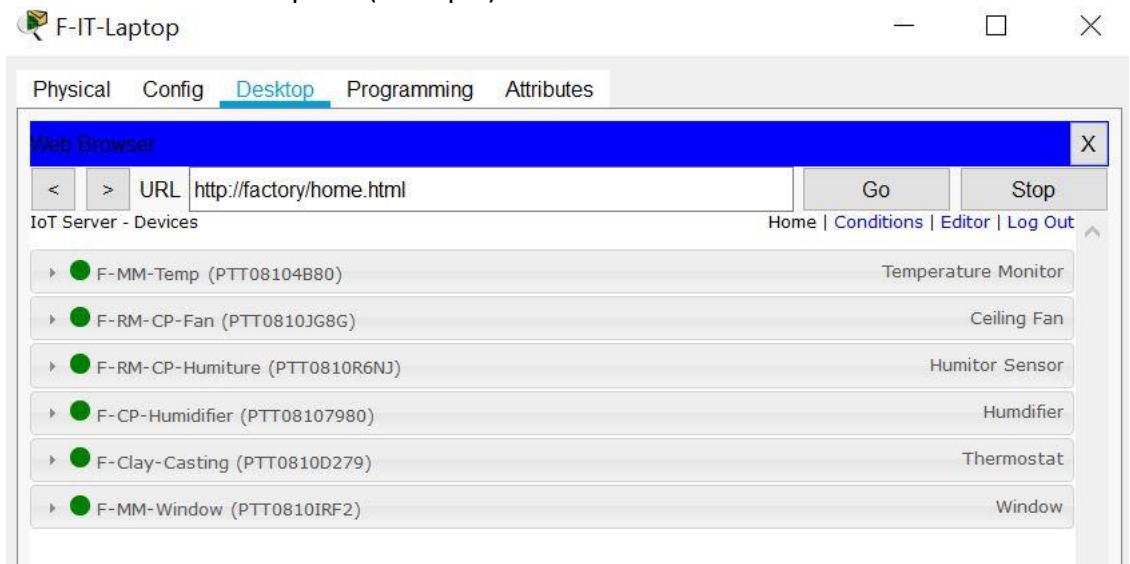 F-IT-Laptop
Physical Config Desktop Programming Attributes
Web Browser X
< > URL http://factory/home.html Go Stop
IoT Server - Devices Home | Conditions | Editor | Log Out
F-MM-Temp (PTT08104B80) Temperature Monitor
F-RM-CP-Fan (PTT0810JG8G) Ceiling Fan
F-RM-CP-Humiture (PTT0810R6NJ) Humitor Sensor
F-CP-Humidifier (PTT08107980) Humdifier
F-Clay-Casting (PTT0810D279) Thermostat
F-MM-Window (PTT0810IRF2) Window